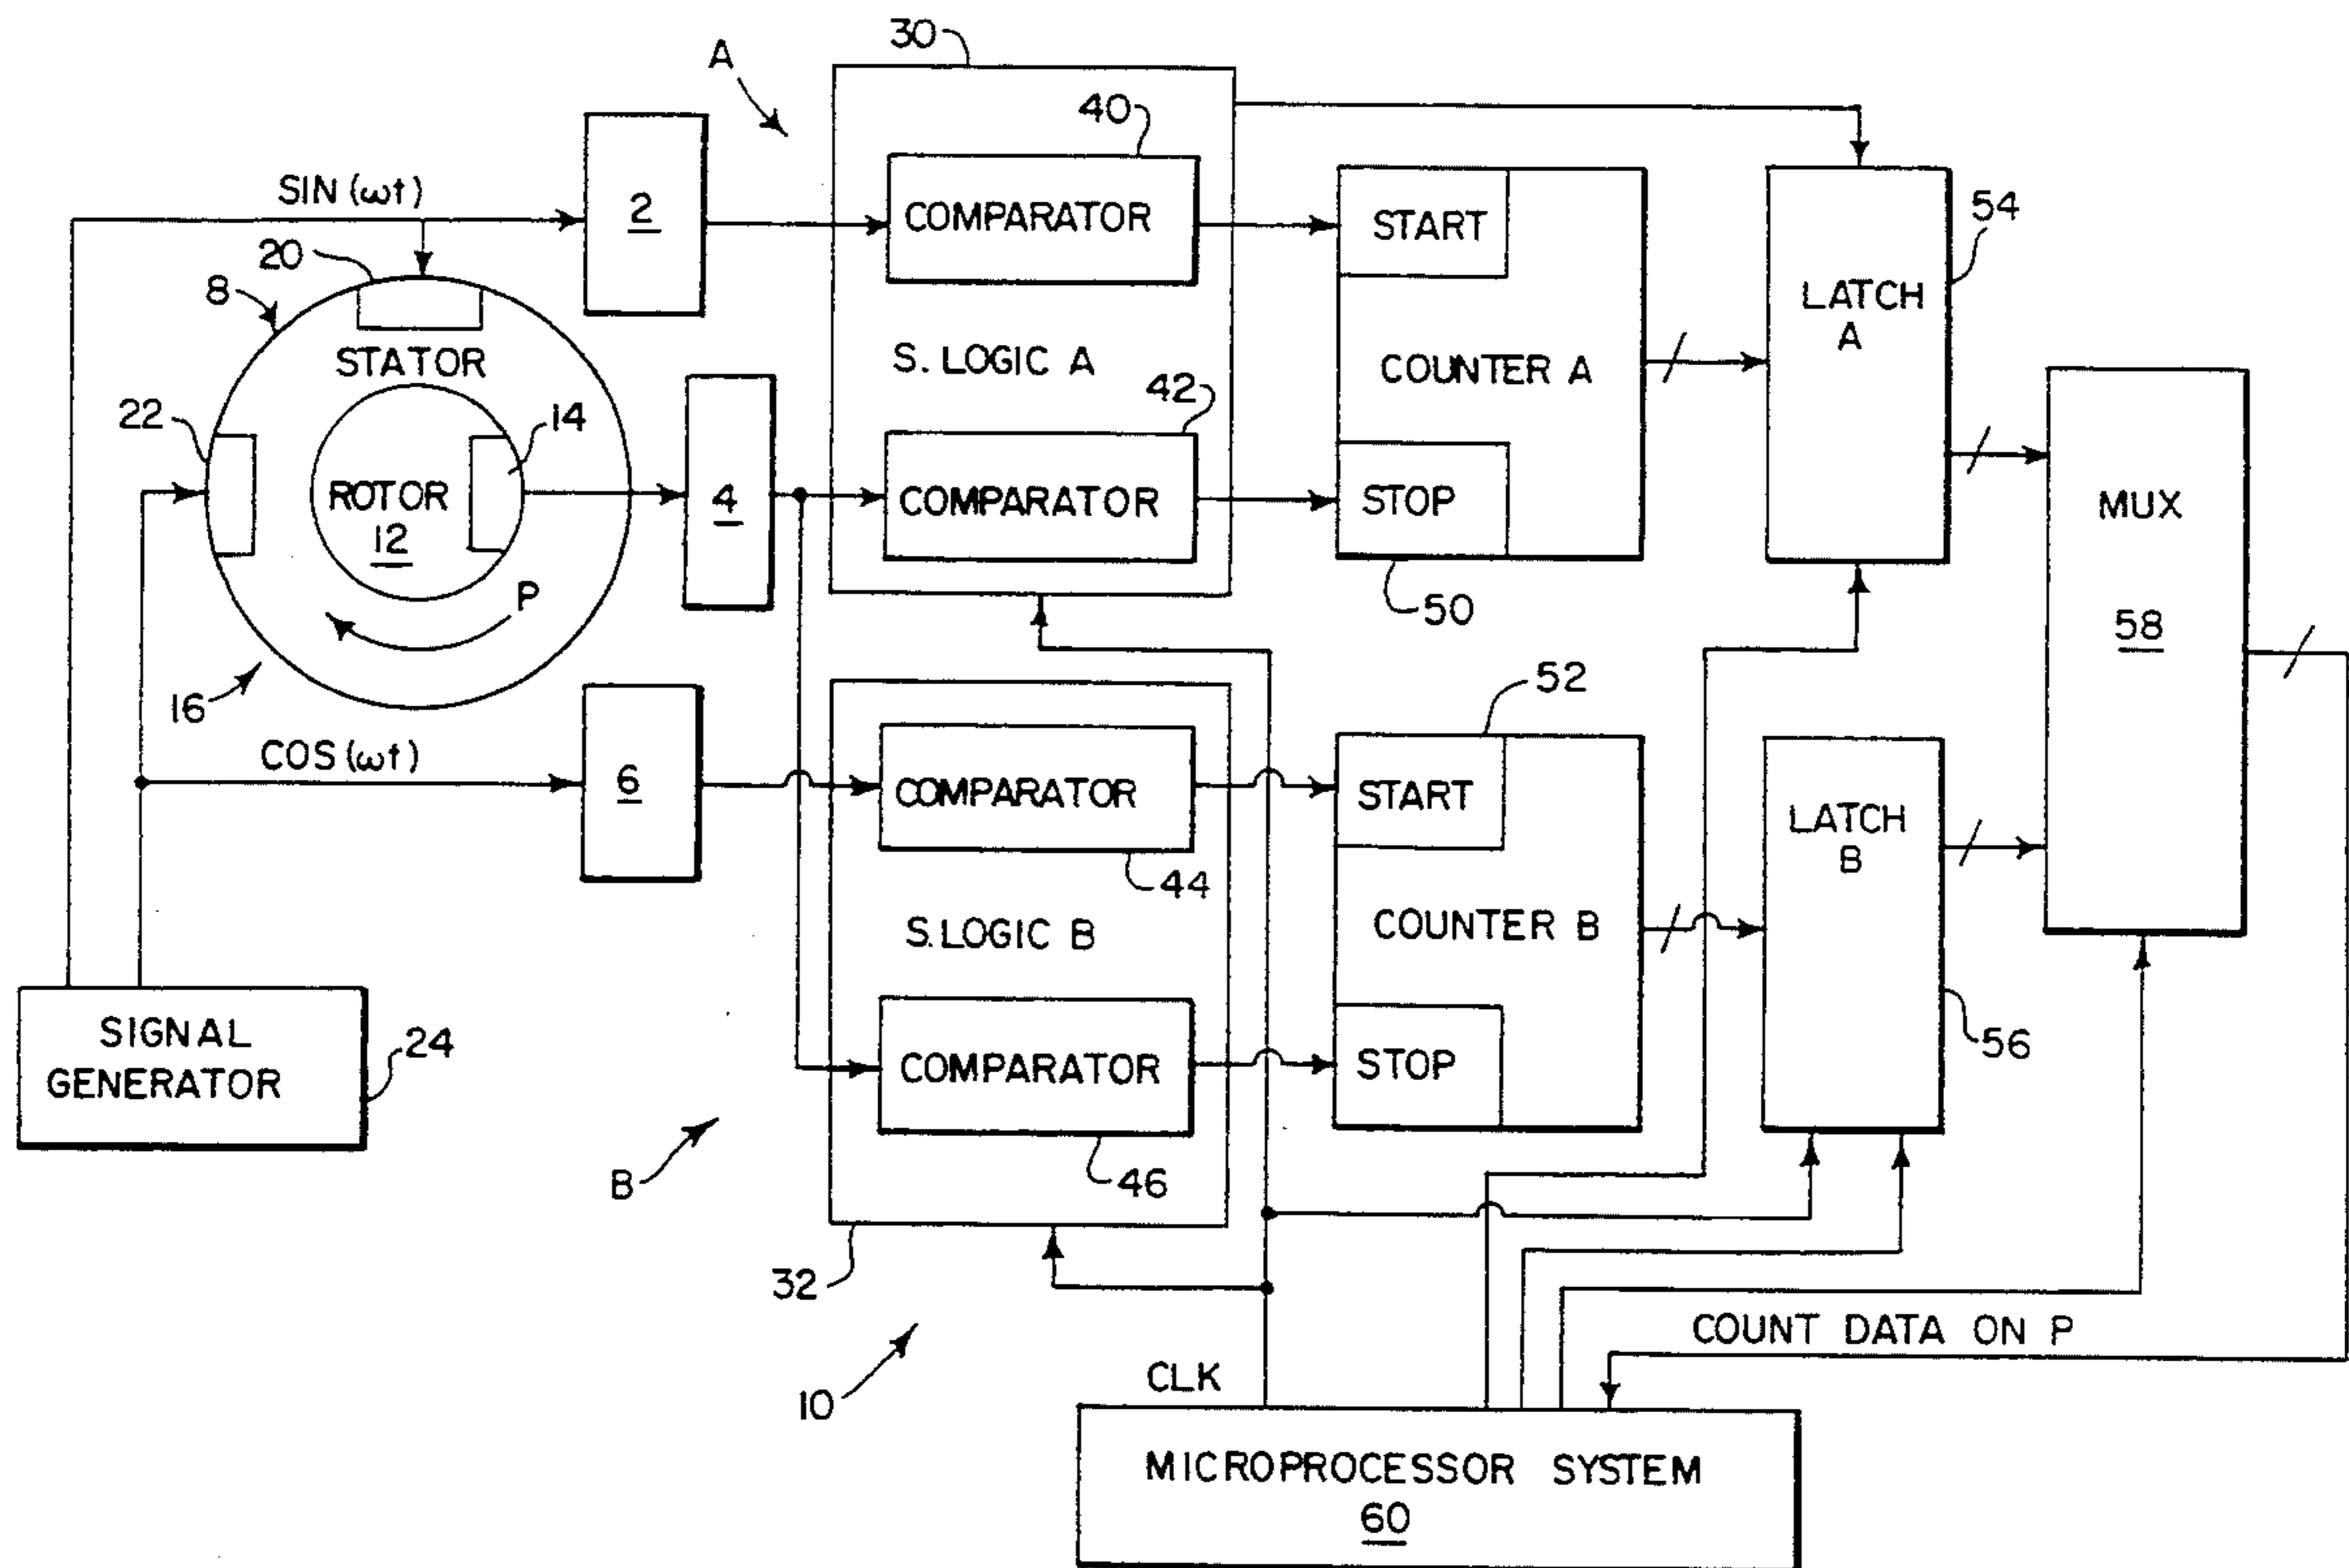 30
A
40
SIN (ωt)
2
COMPARATOR
START
54
20
8
LATCH
A
STATOR
S. LOGIC A
COUNTER A
22
14
42
ROTOR
12
4
COMPARATOR
STOP
MUX
58
P
50
16
52
COS (ωt)
6
COMPARATOR
START
LATCH
B
44
S. LOGIC B
COUNTER B
SIGNAL
GENERATOR
24
COMPARATOR
STOP
56
B
46
32
10
CLK
COUNT DATA ON P
MICROPROCESSOR SYSTEM
60